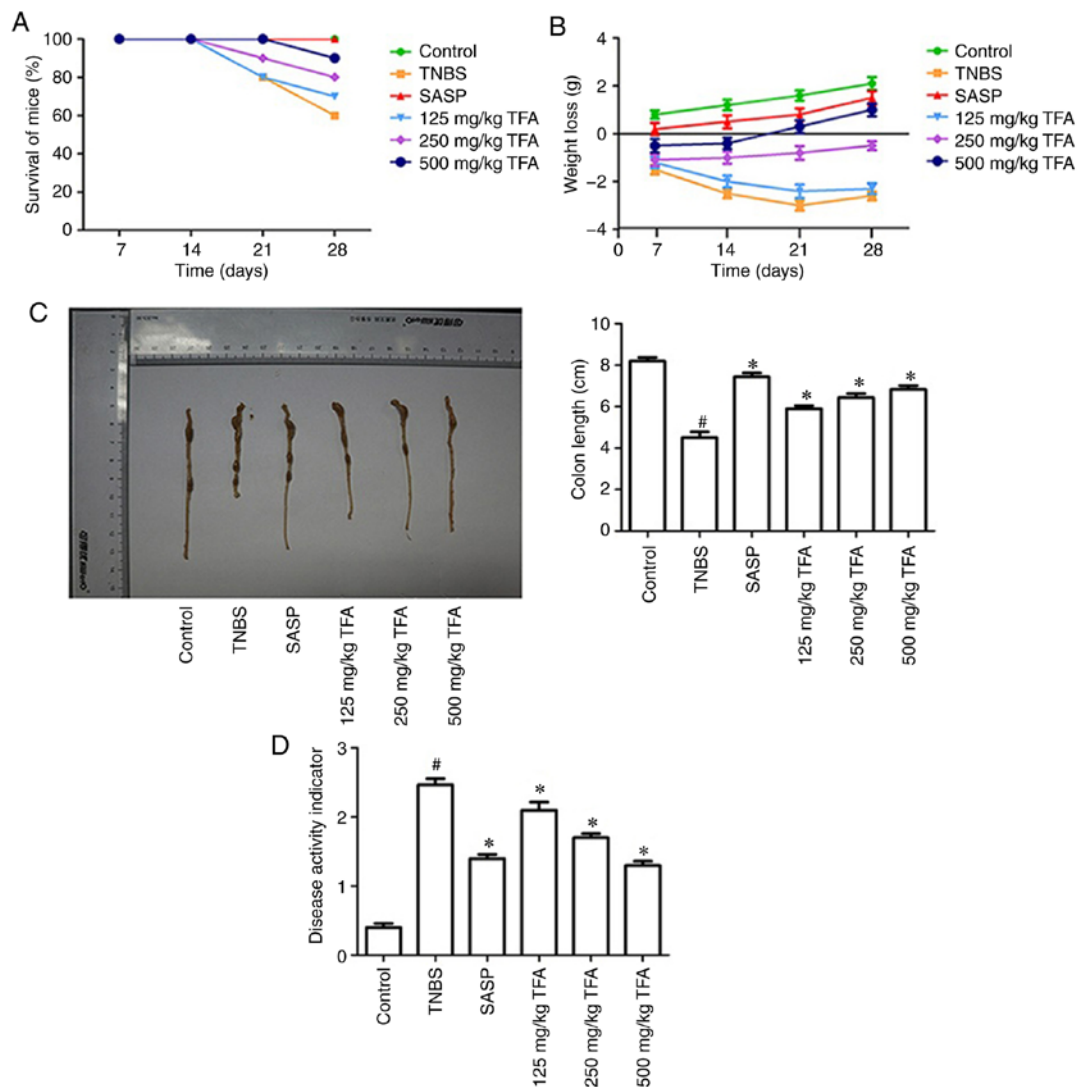 A
Survival of mice (%)
100
80
60
40
20
0
7 14 21 28
Time (days)
Control
TNBS
SASP
125 mg/kg TFA
250 mg/kg TFA
500 mg/kg TFA
B
Weight loss (g)
4
2
0
−2
−4
0 7 14 21 28
Time (days)
Control
TNBS
SASP
125 mg/kg TFA
250 mg/kg TFA
500 mg/kg TFA
C
Control
TNBS
SASP
125 mg/kg TFA
250 mg/kg TFA
500 mg/kg TFA
Colon length (cm)
10
8
6
4
2
0
#
*
*
*
*
Control
TNBS
SASP
125 mg/kg TFA
250 mg/kg TFA
500 mg/kg TFA
D
Disease activity indicator
3
2
1
0
#
*
*
*
*
Control
TNBS
SASP
125 mg/kg TFA
250 mg/kg TFA
500 mg/kg TFA